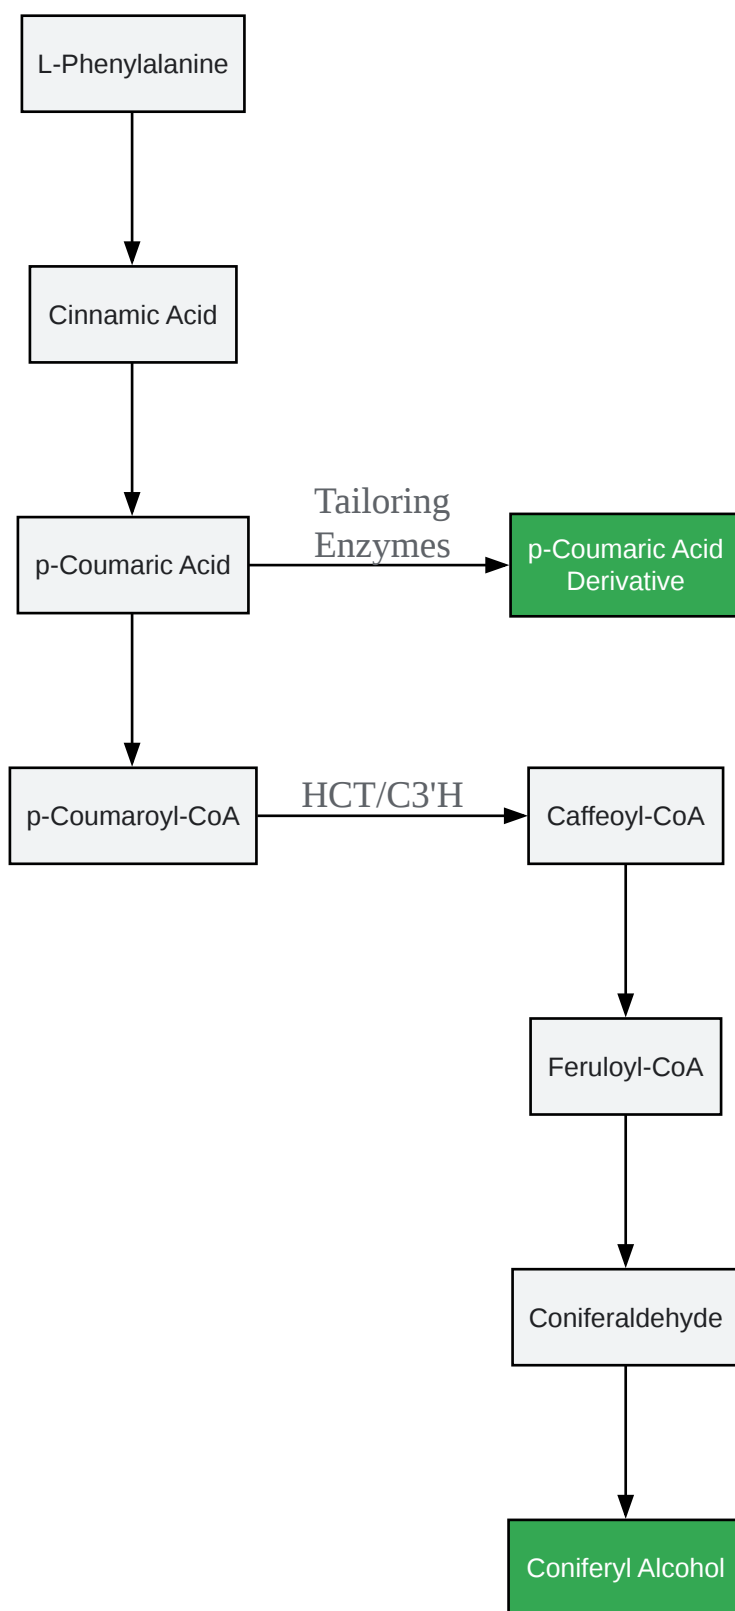 L-Phenylalanine
Cinnamic Acid
Tailoring
Enzymes
p-Coumaric Acid
p-Coumaric Acid
Derivative
p-Coumaroyl-CoA
HCT/C3'H
Caffeoyl-CoA
Feruloyl-CoA
Coniferaldehyde
Coniferyl Alcohol